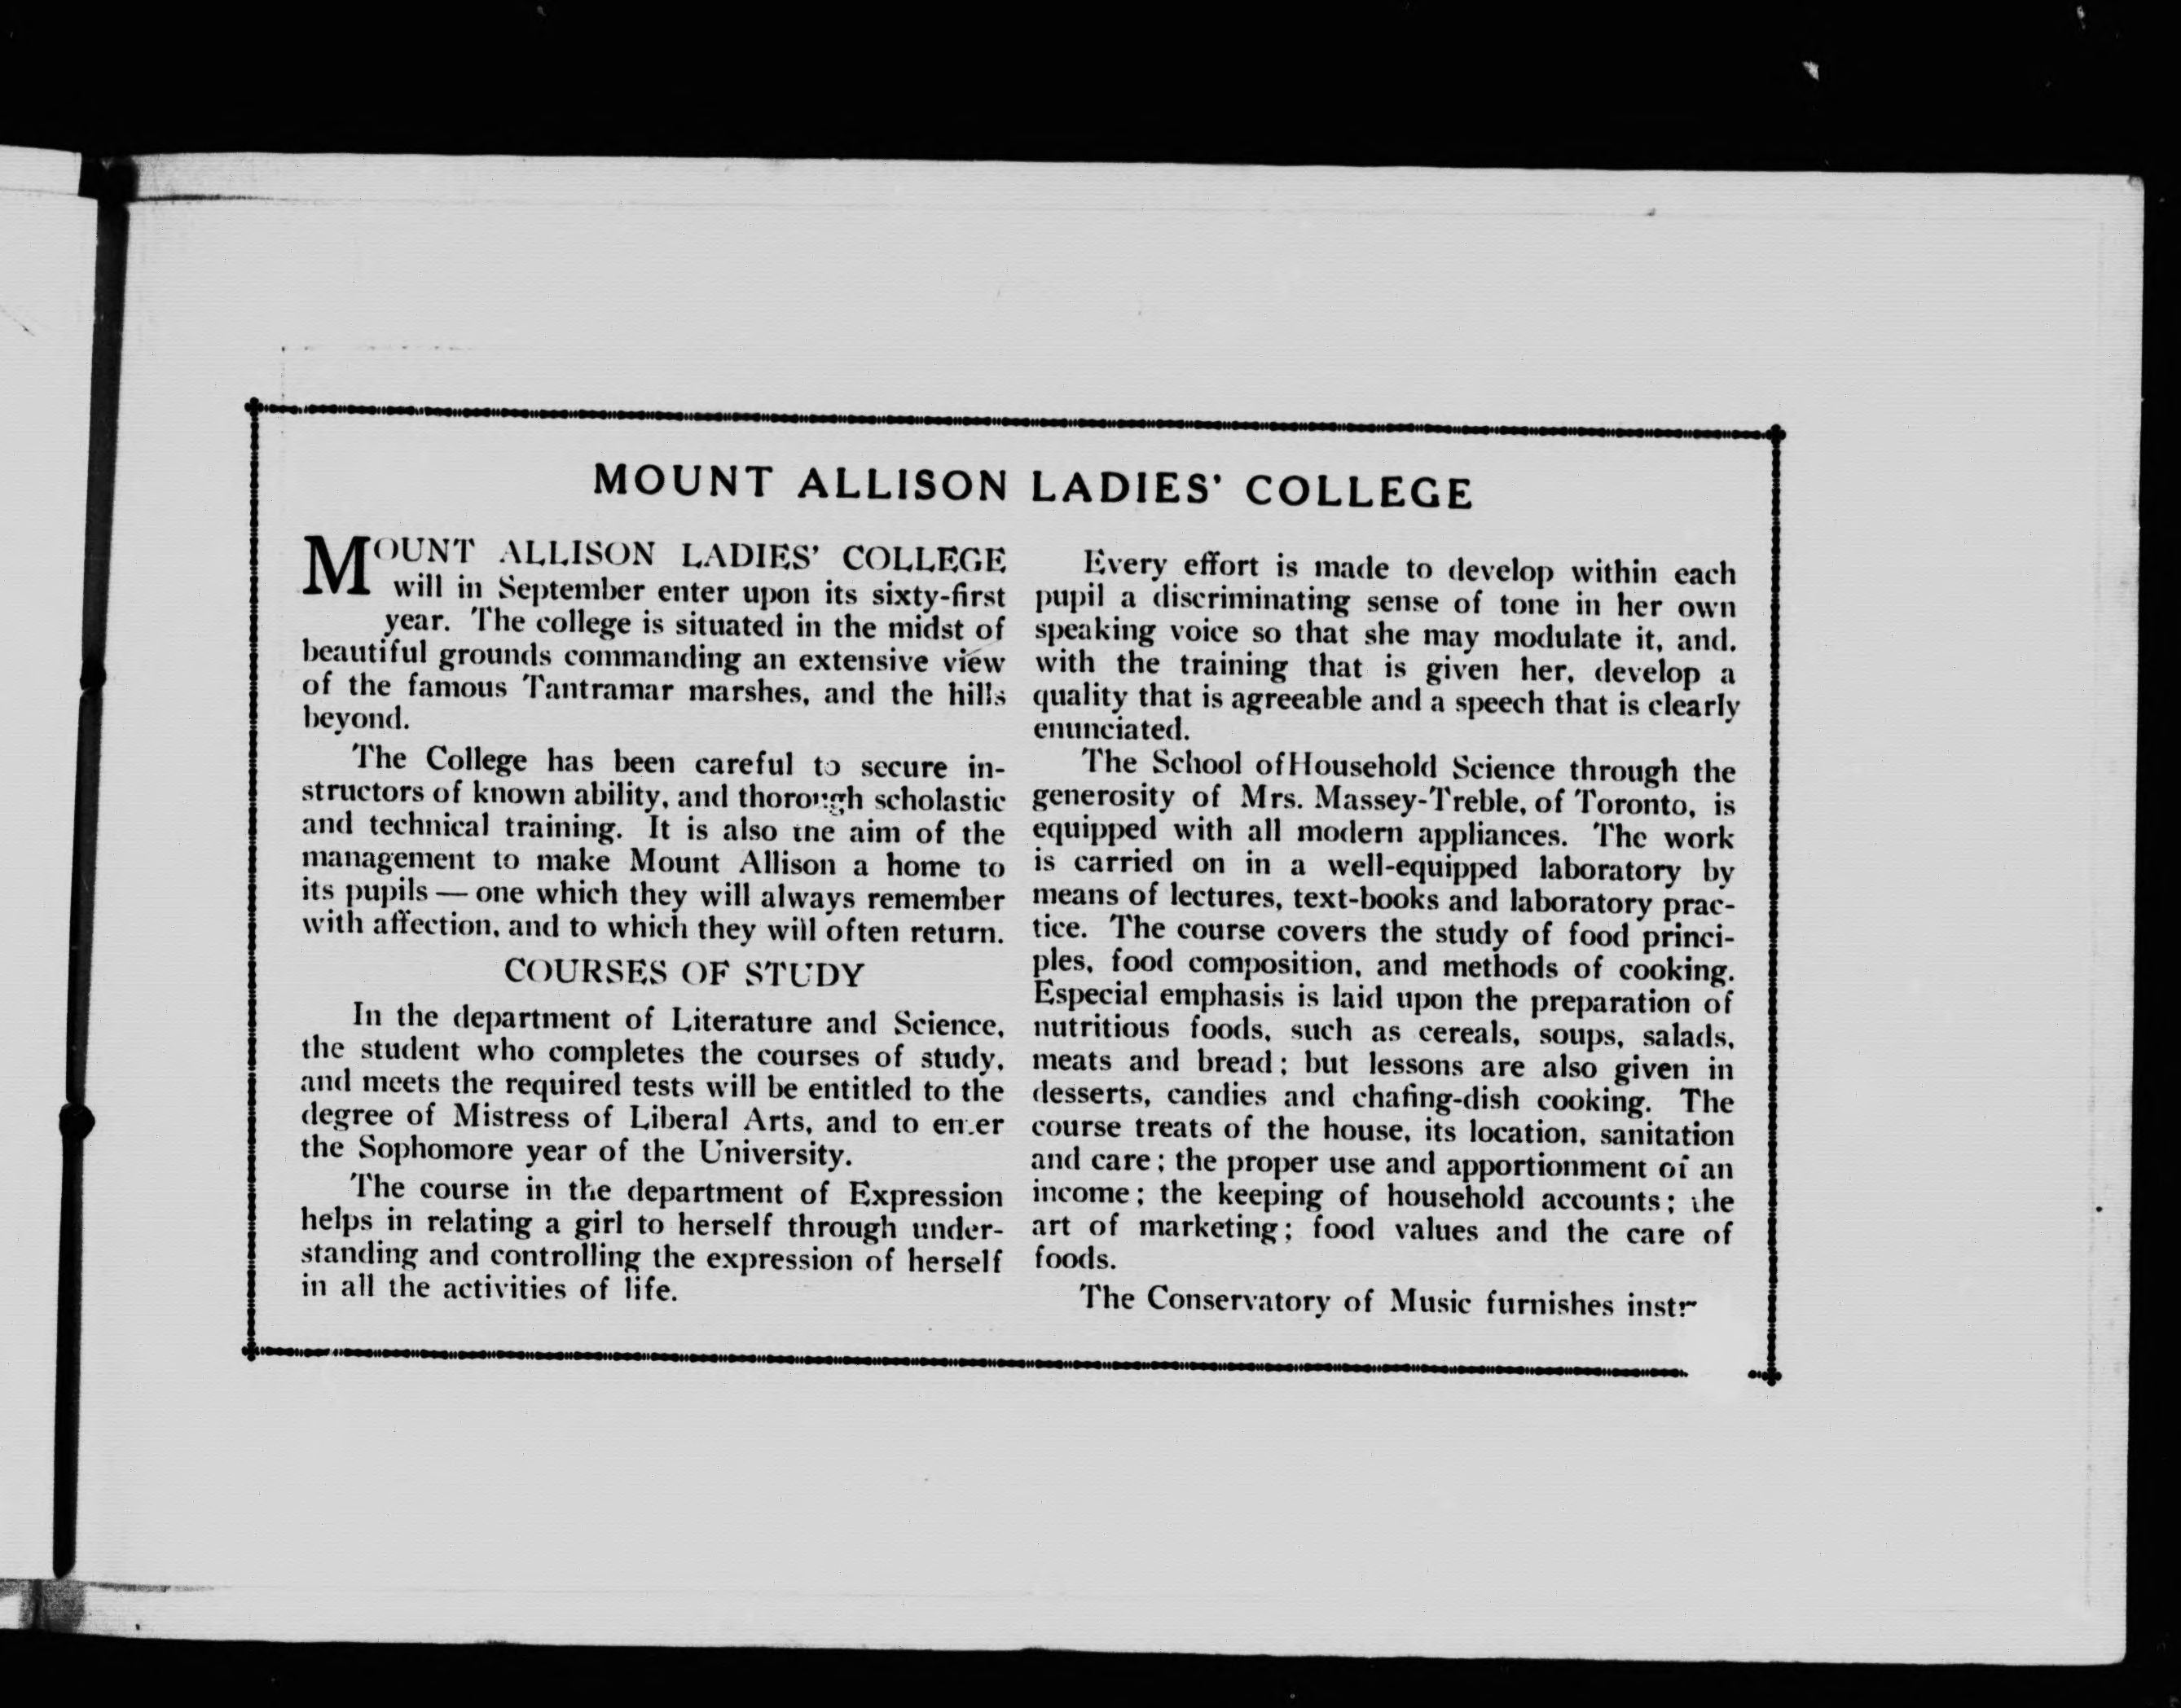 MOUNT ALLISON LADIES' COLLEGE
MOUNT ALLISON LADIES' COLLEGE
will in September enter upon its sixty-first
year. The college is situated in the midst of
beautiful grounds commanding an extensive view
of the famous Tantramar marshes, and the hills
beyond.
The College has been careful to secure in-
structors of known ability, and thorough scholastic
and technical training. It is also the aim of the
management to make Mount Allison a home to
its pupils — one which they will always remember
with affection, and to which they will often return.
COURSES OF STUDY
In the department of Literature and Science,
the student who completes the courses of study,
and meets the required tests will be entitled to the
degree of Mistress of Liberal Arts, and to enter
the Sophomore year of the University.
The course in the department of Expression
helps in relating a girl to herself through under-
standing and controlling the expression of herself
in all the activities of life.
Every effort is made to develop within each
pupil a discriminating sense of tone in her own
speaking voice so that she may modulate it, and,
with the training that is given her, develop a
quality that is agreeable and a speech that is clearly
enunciated.
The School of Household Science through the
generosity of Mrs. Massey-Treble, of Toronto, is
equipped with all modern appliances. The work
is carried on in a well-equipped laboratory by
means of lectures, text-books and laboratory prac-
tice. The course covers the study of food princi-
ples, food composition, and methods of cooking.
Especial emphasis is laid upon the preparation of
nutritious foods, such as cereals, soups, salads,
meats and bread; but lessons are also given in
desserts, candies and chafing-dish cooking. The
course treats of the house, its location, sanitation
and care; the proper use and apportionment of an
income; the keeping of household accounts; the
art of marketing; food values and the care of
foods.
The Conservatory of Music furnishes